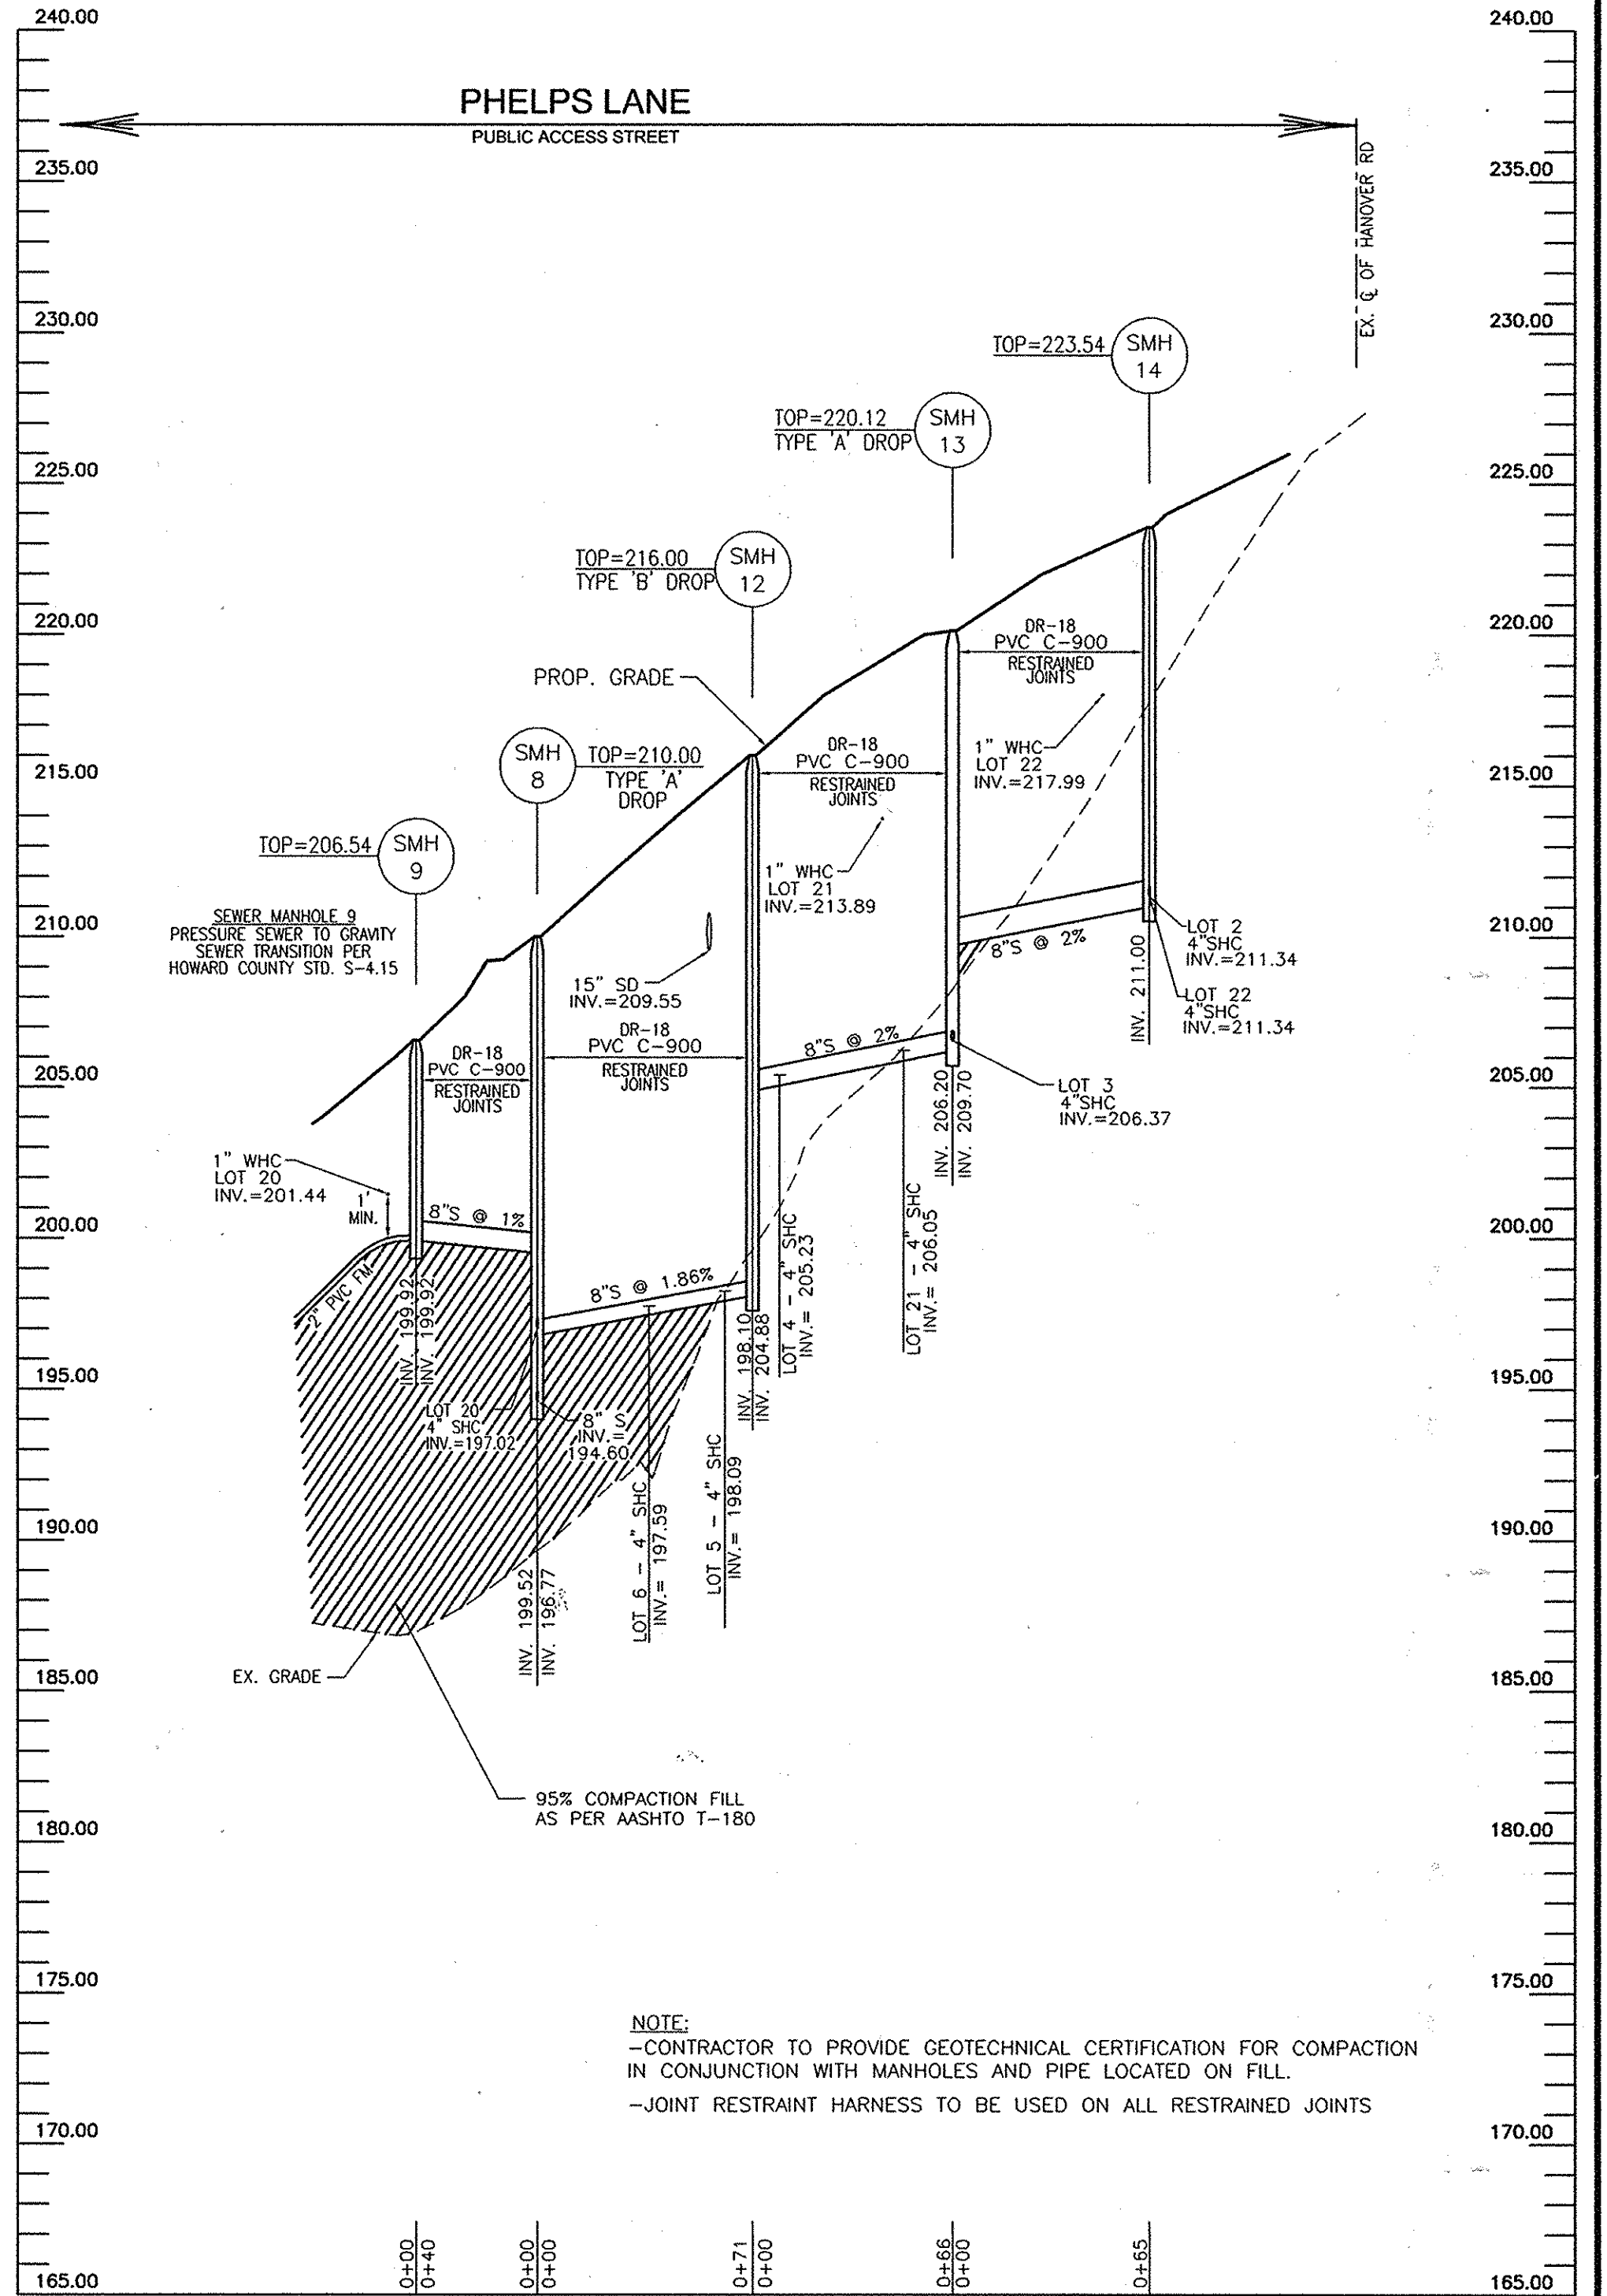 240.00
240.00
PHELPS LANE
PUBLIC ACCESS STREET
235.00
235.00
EX. ℄ OF HANOVER RD
230.00
230.00
TOP=223.54
SMH
14
TOP=220.12
TYPE 'A' DROP
SMH
13
225.00
225.00
TOP=216.00
TYPE 'B' DROP
SMH
12
220.00
220.00
DR-18
PVC C-900
RESTRAINED
JOINTS
PROP. GRADE
SMH
8
TOP=210.00
TYPE 'A'
DROP
DR-18
PVC C-900
RESTRAINED
JOINTS
1" WHC
LOT 22
INV.=217.99
215.00
215.00
TOP=206.54
SMH
9
1" WHC
LOT 21
INV.=213.89
SEWER MANHOLE 9
PRESSURE SEWER TO GRAVITY
SEWER TRANSITION PER
HOWARD COUNTY STD. S-4.15
210.00
210.00
8"S @ 2%
LOT 2
4"SHC
INV.=211.34
15" SD
INV.=209.55
INV. 211.00
LOT 22
4"SHC
INV.=211.34
DR-18
PVC C-900
RESTRAINED
JOINTS
DR-18
PVC C-900
RESTRAINED
JOINTS
8"S @ 2%
205.00
205.00
INV. 206.20
INV. 209.70
LOT 3
4"SHC
INV.=206.37
1" WHC
LOT 20
INV.=201.44
1'
MIN.
8"S @ 1%
200.00
200.00
2" PVC FM
INV. 199.92
INV. 199.92
8"S @ 1.86%
LOT 4 - 4" SHC
INV.= 205.23
LOT 21 - 4" SHC
INV.= 206.05
INV. 198.10
INV. 204.88
195.00
195.00
LOT 20
4" SHC
INV.=197.02
8" S
INV.=
194.60
LOT 6 - 4" SHC
INV.= 197.59
LOT 5 - 4" SHC
INV.= 198.09
190.00
190.00
INV. 199.52
INV. 196.77
EX. GRADE
185.00
185.00
95% COMPACTION FILL
AS PER AASHTO T-180
180.00
180.00
175.00
175.00
NOTE:
-CONTRACTOR TO PROVIDE GEOTECHNICAL CERTIFICATION FOR COMPACTION
IN CONJUNCTION WITH MANHOLES AND PIPE LOCATED ON FILL.
-JOINT RESTRAINT HARNESS TO BE USED ON ALL RESTRAINED JOINTS
170.00
170.00
0+00
0+40
0+00
0+00
0+71
0+00
0+66
0+00
0+65
165.00
165.00